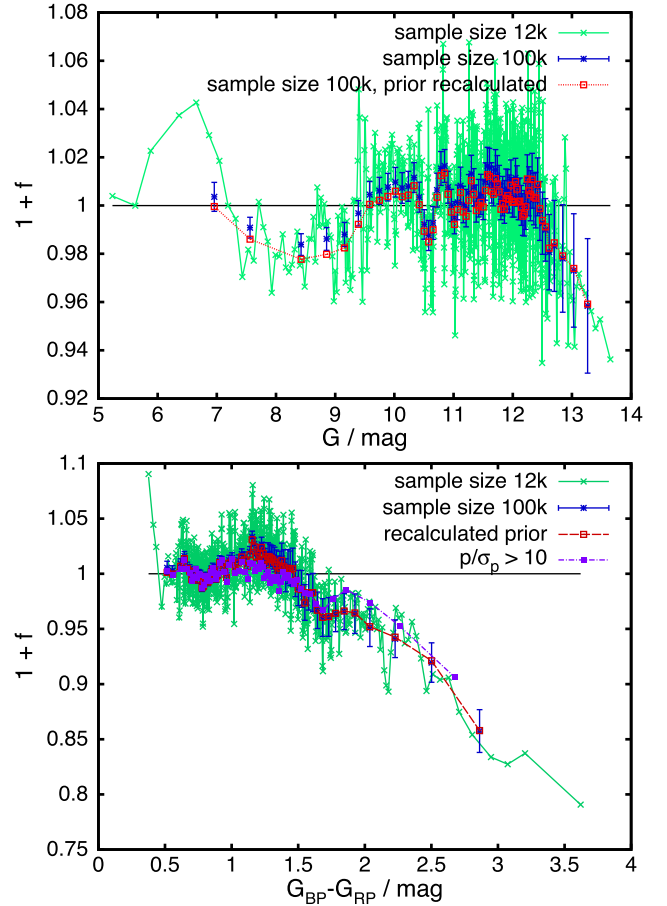 1.08
1.06
1.04
1.02
1
0.98
0.96
0.94
0.92
1 + f
sample size 12k
sample size 100k
sample size 100k, prior recalculated
5 6 7 8 9 10 11 12 13 14
G / mag
1.1
1.05
1
0.95
0.9
0.85
0.8
0.75
1 + f
sample size 12k
sample size 100k
recalculated prior
p/σp > 10
0 0.5 1 1.5 2 2.5 3 3.5 4
GBP-GRP / mag